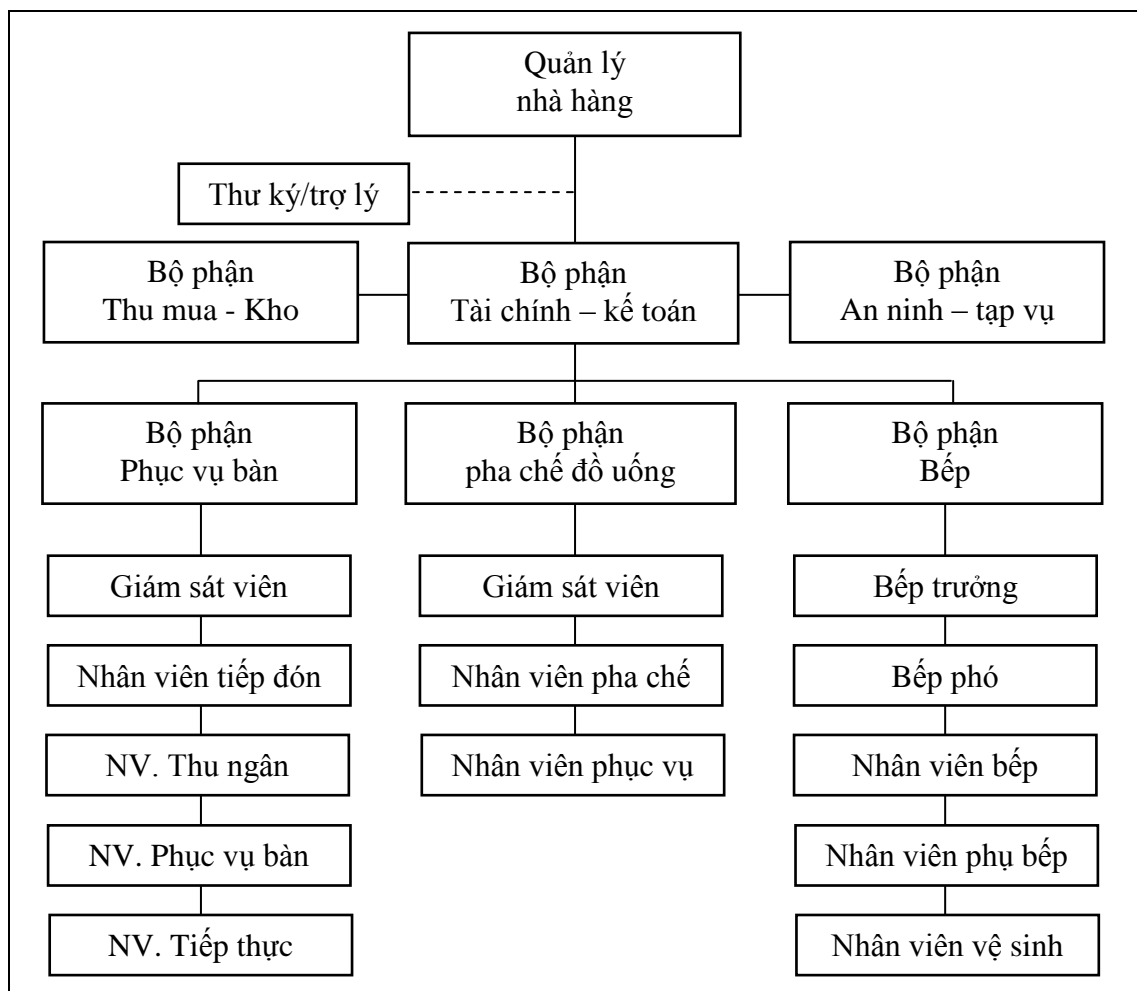 Quản lý
nhà hàng
Thư ký/trợ lý
Bộ phận
Thu mua - Kho
Bộ phận
Tài chính – kế toán
Bộ phận
An ninh – tạp vụ
Bộ phận
Phục vụ bàn
Bộ phận
pha chế đồ uống
Bộ phận
Bếp
Giám sát viên
Giám sát viên
Bếp trưởng
Nhân viên tiếp đón
Nhân viên pha chế
Bếp phó
NV. Thu ngân
Nhân viên phục vụ
Nhân viên bếp
NV. Phục vụ bàn
Nhân viên phụ bếp
NV. Tiếp thực
Nhân viên vệ sinh